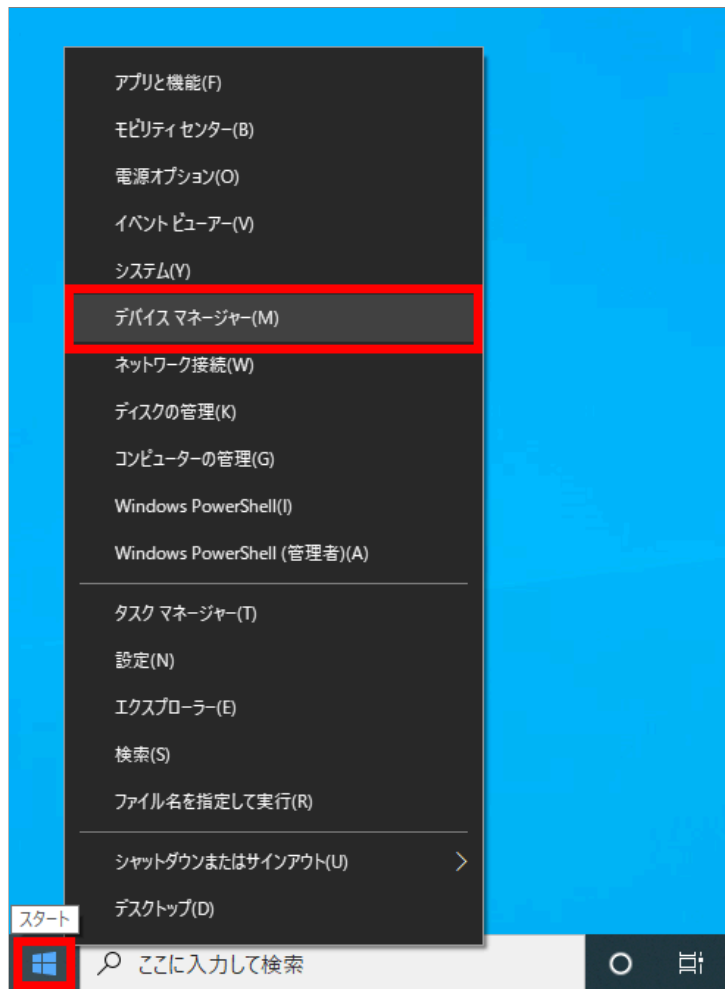 アプリと機能(F)
モビリティ センター(B)
電源オプション(O)
イベント ビューアー(V)
システム(Y)
デバイス マネージャー(M)
ネットワーク接続(W)
ディスクの管理(K)
コンピューターの管理(G)
Windows PowerShell(I)
Windows PowerShell (管理者)(A)
タスク マネージャー(T)
設定(N)
エクスプローラー(E)
検索(S)
ファイル名を指定して実行(R)
シャットダウンまたはサインアウト(U)
デスクトップ(D)
スタート
ここに入力して検索